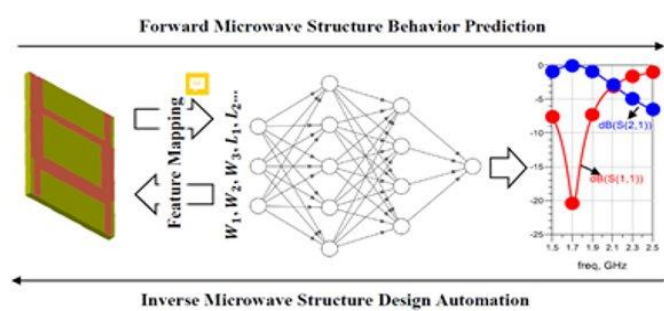 Forward Microwave Structure Behavior Prediction
Feature Mapping
W₁, W₂, W₃, L₁, L₂...
0
-5
-10
-15
-20
-25
dB(S(2,1))
dB(S(1,1))
1.5 1.7 1.9 2.1 2.3 2.5
freq, GHz
Inverse Microwave Structure Design Automation